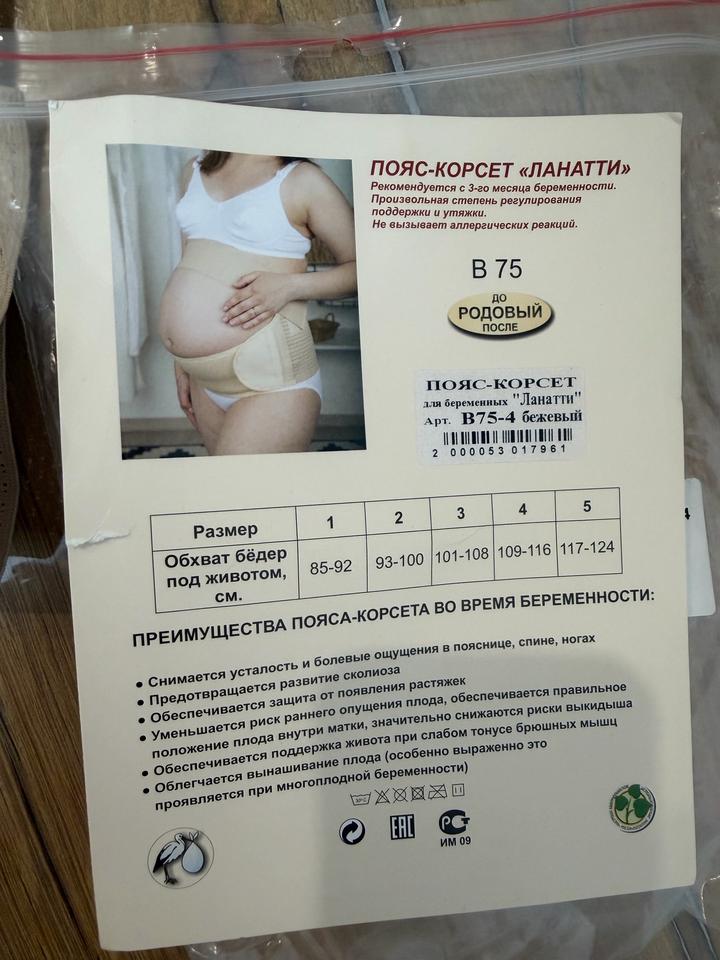 ПОЯС-КОРСЕТ «ЛАНАТТИ»
Рекомендуется с 3-го месяца беременности.
Произвольная степень регулирования
поддержки и утяжки.
Не вызывает аллергических реакций.
В 75
ДО
РОДОВЫЙ
ПОСЛЕ
ПОЯС-КОРСЕТ
для беременных "Ланатти"
Арт. В75-4 бежевый
2 000053 017961
4
Размер 1 2 3 4 5
Обхват бёдер
под животом,
см.
85-92 93-100 101-108 109-116 117-124
ПРЕИМУЩЕСТВА ПОЯСА-КОРСЕТА ВО ВРЕМЯ БЕРЕМЕННОСТИ:
• Снимается усталость и болевые ощущения в пояснице, спине, ногах
• Предотвращается развитие сколиоза
• Обеспечивается защита от появления растяжек
• Уменьшается риск раннего опущения плода, обеспечивается правильное
положение плода внутри матки, значительно снижаются риски выкидыша
• Обеспечивается поддержка живота при слабом тонусе брюшных мышц
• Облегчается вынашивание плода (особенно выражено это
проявляется при многоплодной беременности)
30°C
ЕАС
РСТ
ИМ 09